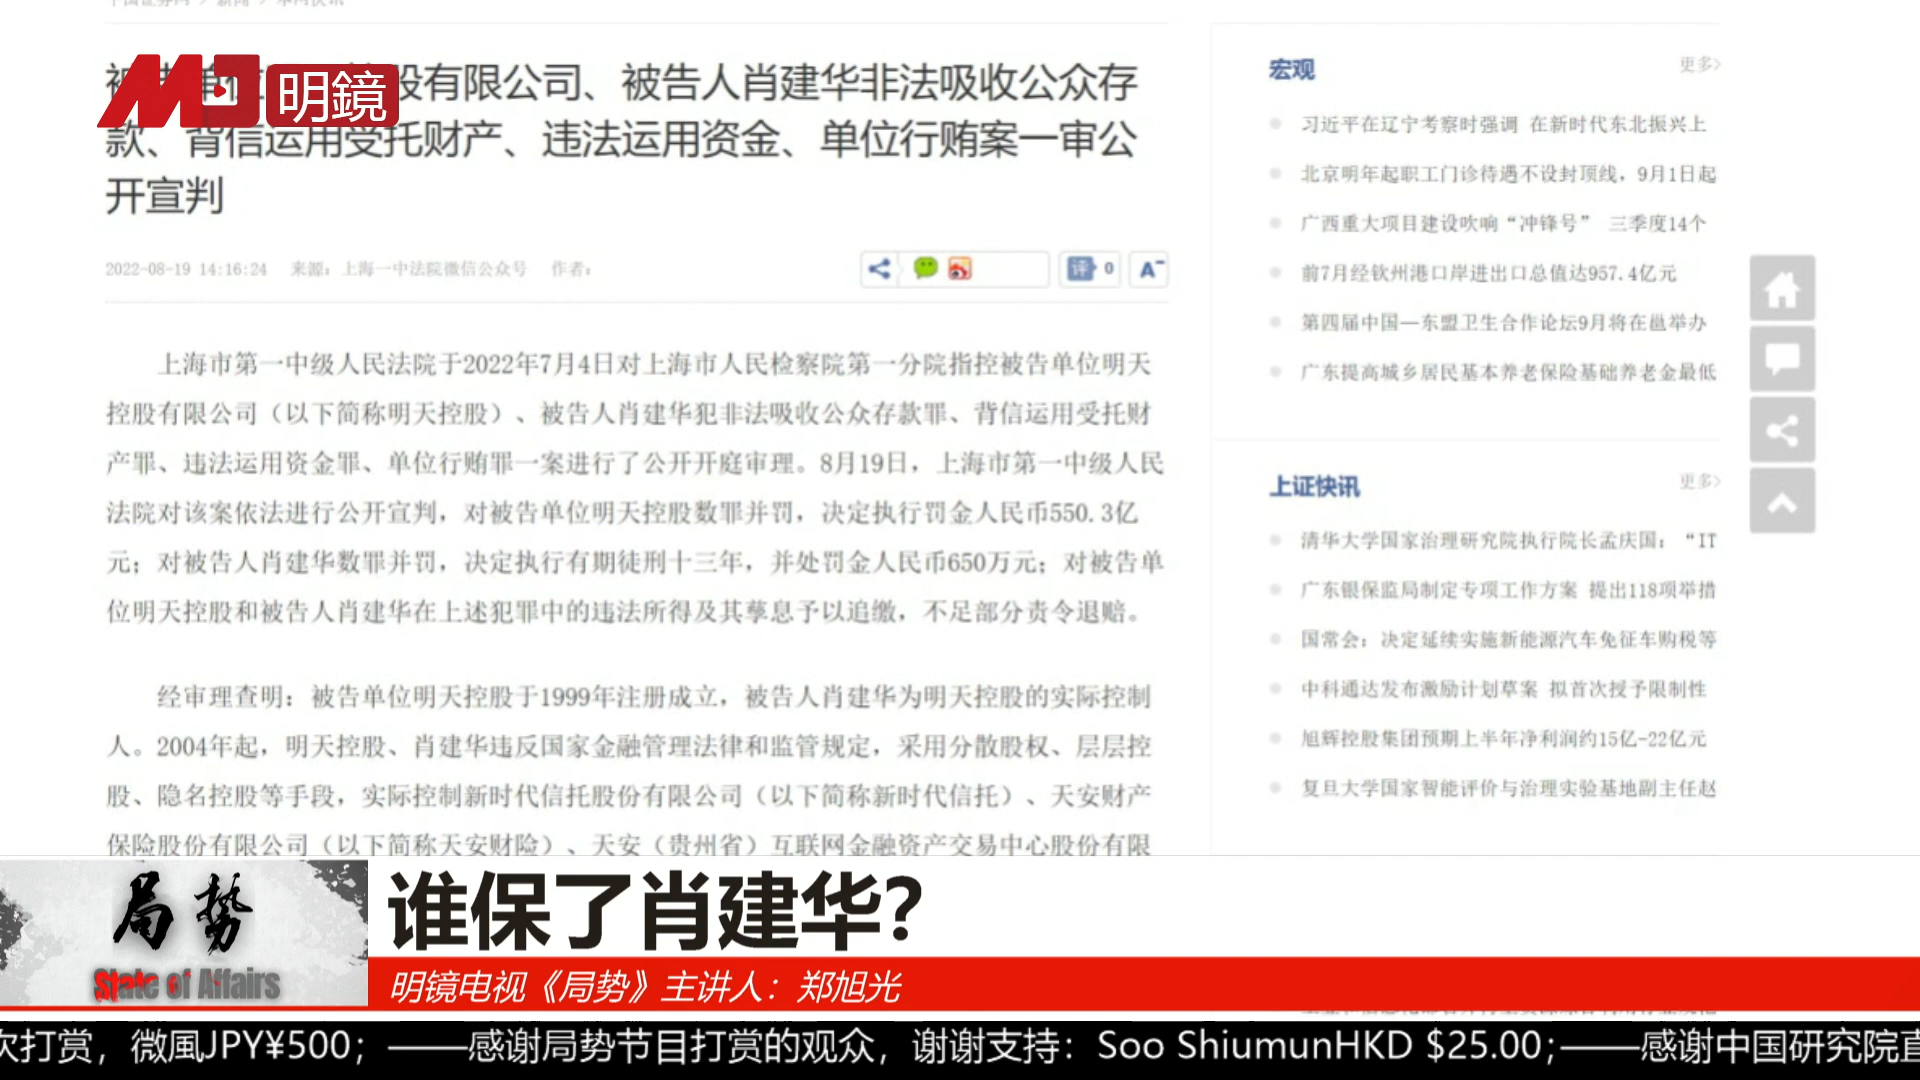 明鏡
股有限公司、被告人肖建华非法吸收公众存
款、背信运用受托财产、违法运用资金、单位行贿案一审公
开宣判
2022-08-19 14:16:24 来源：上海一中法院微信公众号 作者：
评 0
A-
上海市第一中级人民法院于2022年7月4日对上海市人民检察院第一分院指控被告单位明天
控股有限公司（以下简称明天控股）、被告人肖建华犯非法吸收公众存款罪、背信运用受托财
产罪、违法运用资金罪、单位行贿罪一案进行了公开开庭审理。8月19日，上海市第一中级人民
法院对该案依法进行公开宣判，对被告单位明天控股数罪并罚，决定执行罚金人民币550.3亿
元；对被告人肖建华数罪并罚，决定执行有期徒刑十三年，并处罚金人民币650万元；对被告单
位明天控股和被告人肖建华在上述犯罪中的违法所得及其孳息予以追缴，不足部分责令退赔。
经审理查明：被告单位明天控股于1999年注册成立，被告人肖建华为明天控股的实际控制
人。2004年起，明天控股、肖建华违反国家金融管理法律和监管规定，采用分散股权、层层控
股、隐名控股等手段，实际控制新时代信托股份有限公司（以下简称新时代信托）、天安财产
保险股份有限公司（以下简称天安财险）、天安（贵州省）互联网金融资产交易中心股份有限
宏观 更多>
习近平在辽宁考察时强调 在新时代东北振兴上
北京明年起职工门诊待遇不设封顶线，9月1日起
广西重大项目建设吹响“冲锋号” 三季度14个
前7月经钦州港口岸进出口总值达957.4亿元
第四届中国—东盟卫生合作论坛9月将在邕举办
广东提高城乡居民基本养老保险基础养老金最低
上证快讯 更多>
清华大学国家治理研究院执行院长孟庆国：“IT
广东银保监局制定专项工作方案 提出118项举措
国常会：决定延续实施新能源汽车免征车购税等
中科通达发布激励计划草案 拟首次授予限制性
旭辉控股集团预期上半年净利润约15亿-22亿元
复旦大学国家智能评价与治理实验基地副主任赵
局势
State of Affairs
谁保了肖建华？
明镜电视《局势》主讲人：郑旭光
次打赏，微風JPY¥500；——感谢局势节目打赏的观众，谢谢支持：Soo ShiumunHKD $25.00；——感谢中国研究院直